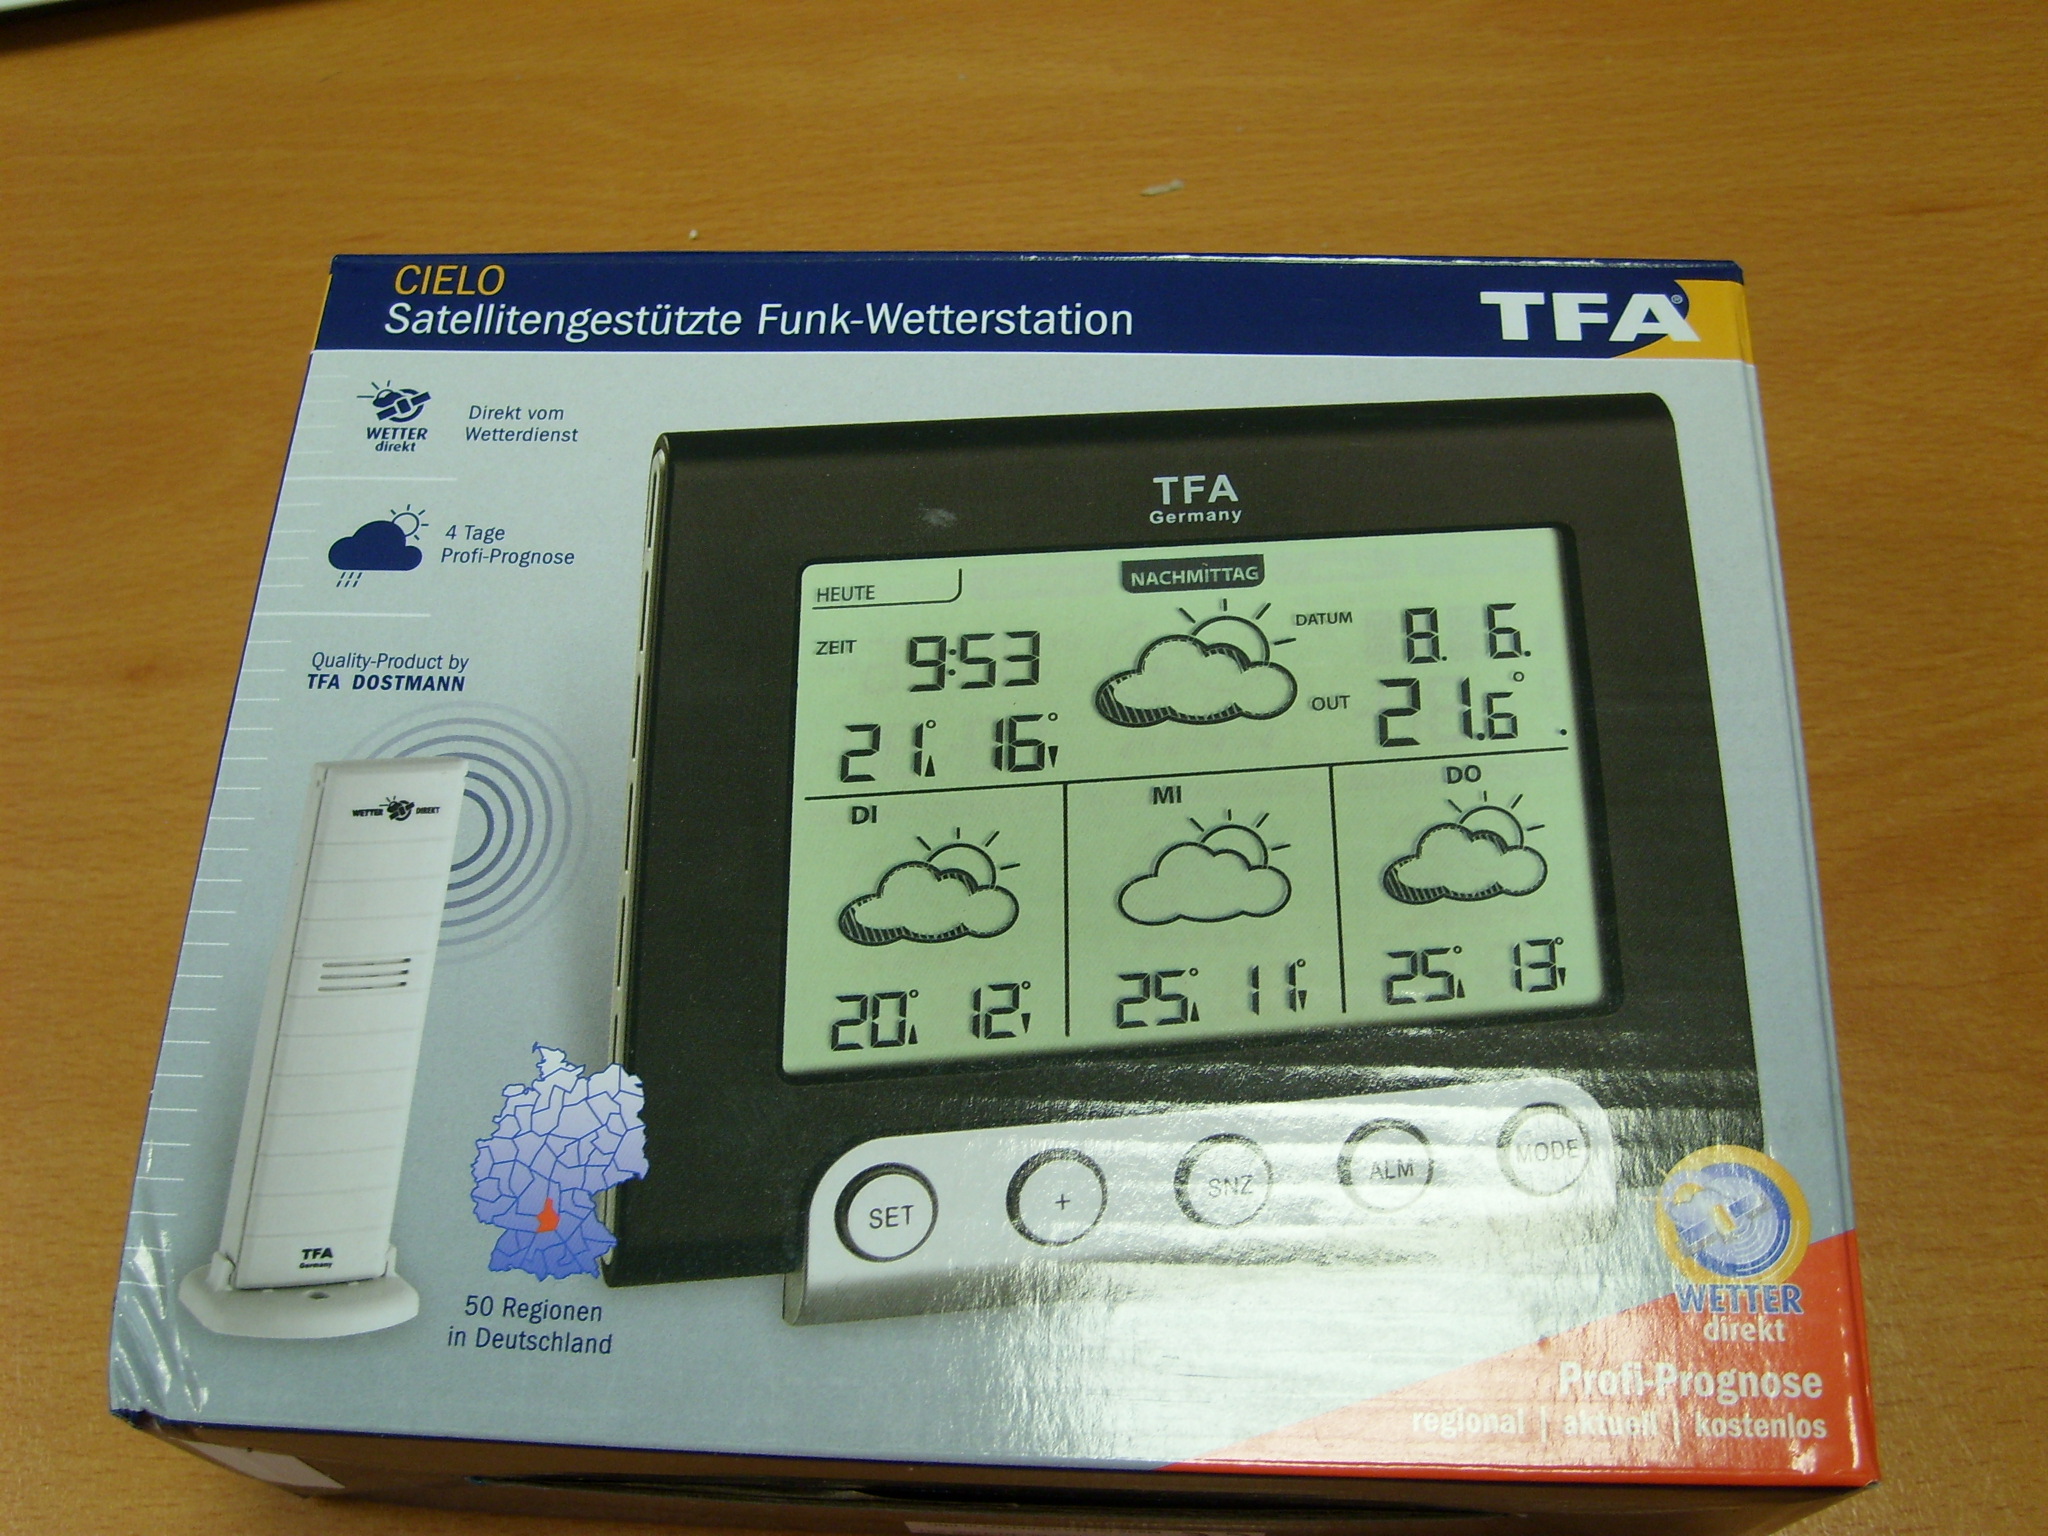 CIELO
Satellitengestützte Funk-Wetterstation
TFA®
WETTER
direkt
Direkt vom
Wetterdienst
4 Tage
Profi-Prognose
Quality-Product by
TFA DOSTMANN
WETTER DIREKT
TFA
Germany
50 Regionen
in Deutschland
TFA
Germany
HEUTE
NACHMITTAG
ZEIT 9:53
DATUM 8. 6.
21° 16°
OUT 21.6°
DI
MI
DO
20° 12°
25° 11°
25° 13°
SET
+
SNZ
ALM
MODE
WETTER
direkt
Profi-Prognose
regional | aktuell | kostenlos